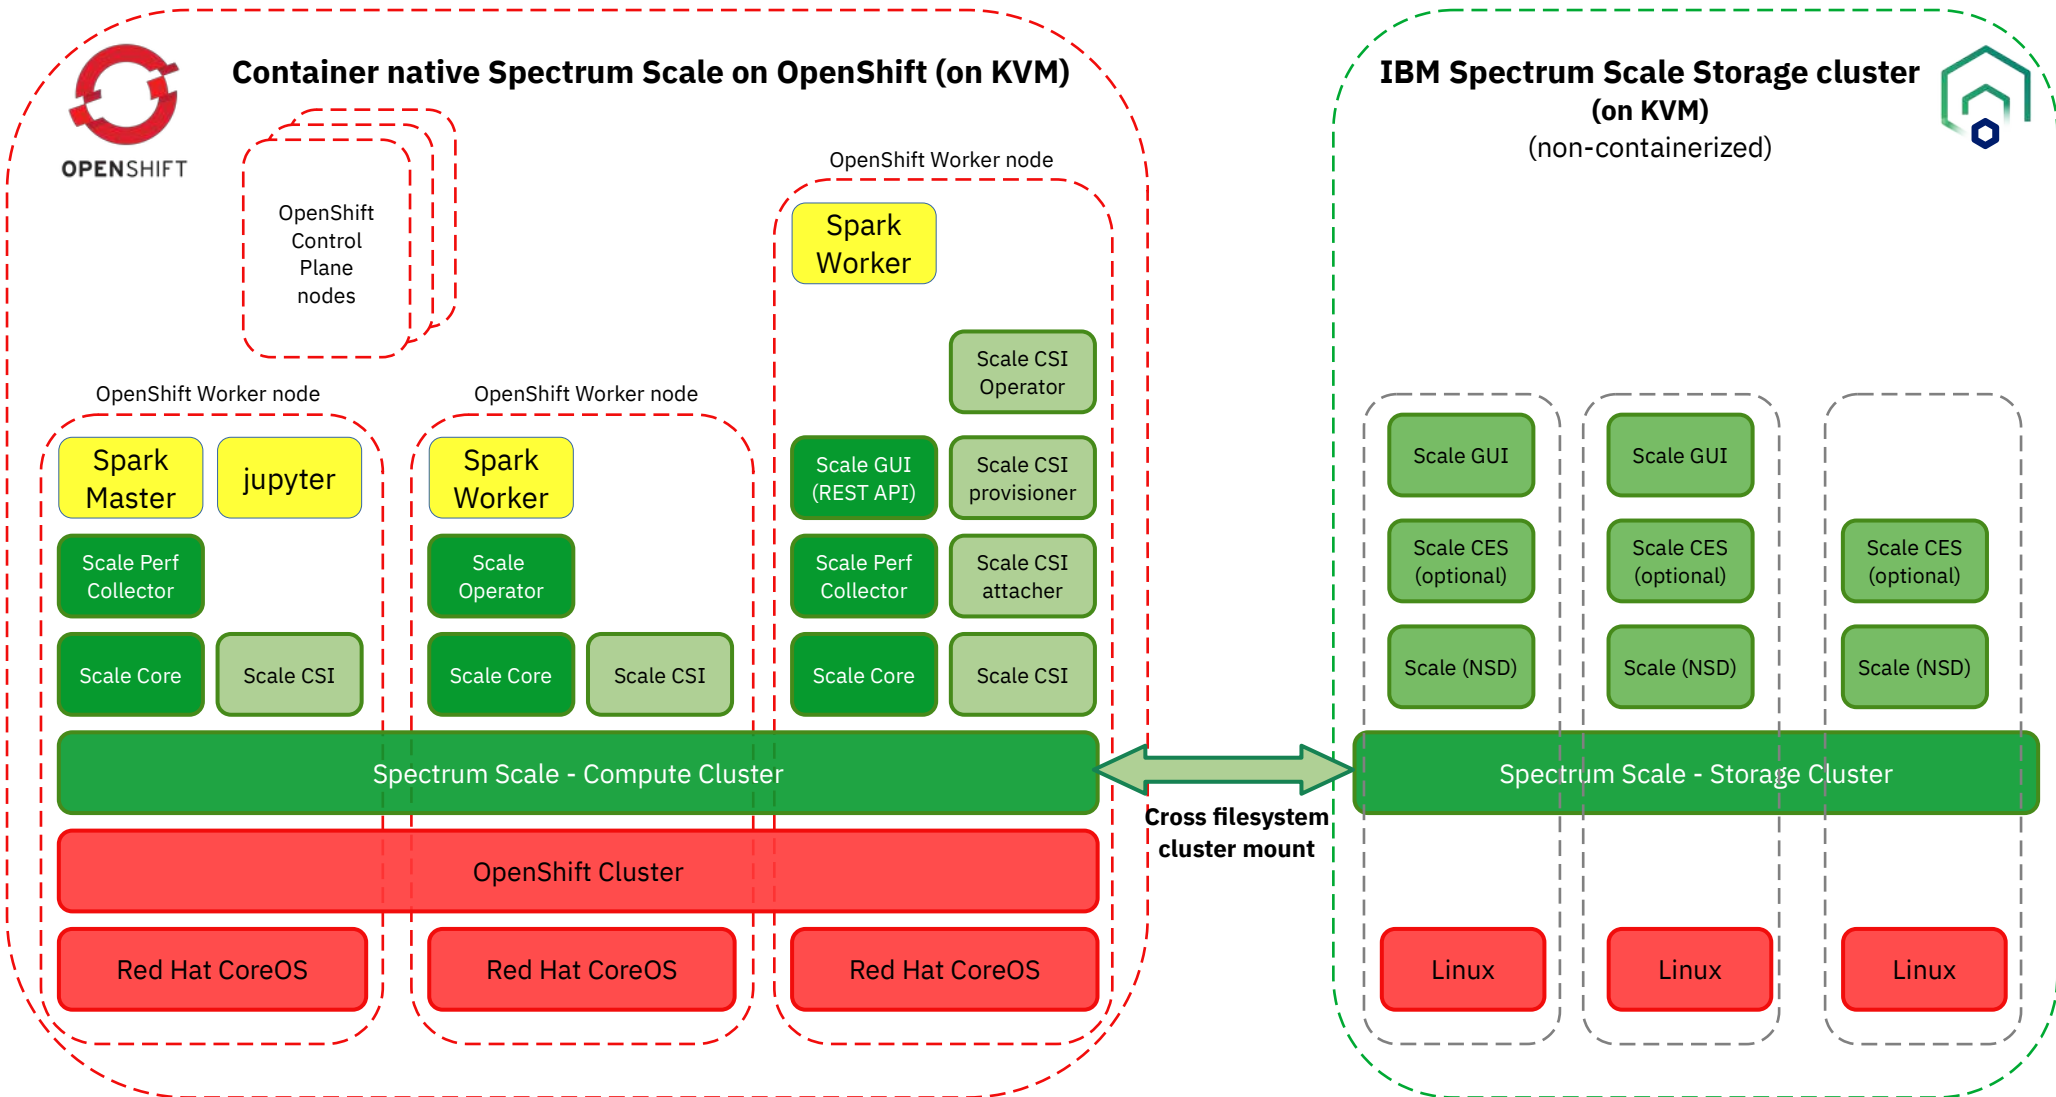 Container native Spectrum Scale on OpenShift (on KVM)
OPENSHIFT
OpenShift
Control
Plane
nodes
OpenShift Worker node
Spark
Master
jupyter
Scale Perf
Collector
Scale Core
Scale CSI
OpenShift Worker node
Spark
Worker
Scale
Operator
Scale Core
Scale CSI
OpenShift Worker node
Spark
Worker
Scale CSI
Operator
Scale GUI
(REST API)
Scale CSI
provisioner
Scale Perf
Collector
Scale CSI
attacher
Scale Core
Scale CSI
Spectrum Scale - Compute Cluster
OpenShift Cluster
Red Hat CoreOS
Red Hat CoreOS
Red Hat CoreOS
Cross filesystem
cluster mount
IBM Spectrum Scale Storage cluster
(on KVM)
(non-containerized)
Scale GUI
Scale GUI
Scale CES
(optional)
Scale CES
(optional)
Scale CES
(optional)
Scale (NSD)
Scale (NSD)
Scale (NSD)
Spectrum Scale - Storage Cluster
Linux
Linux
Linux